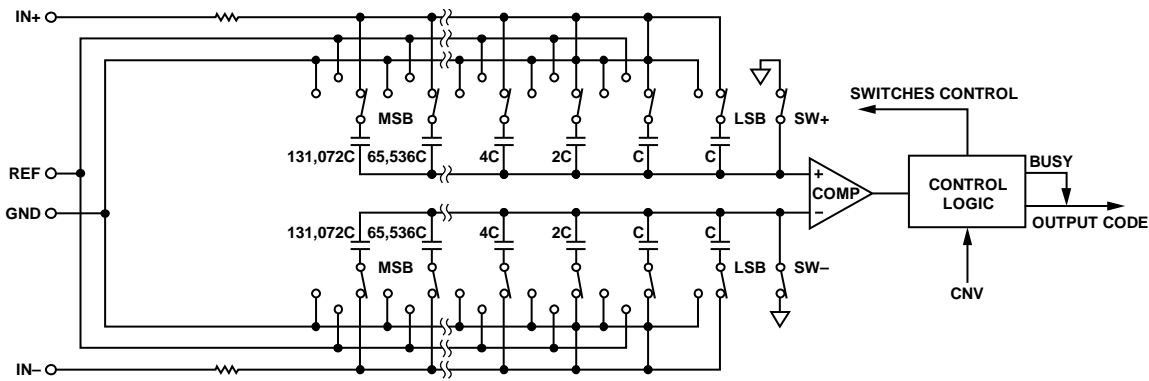 IN+
SWITCHES CONTROL
MSB
LSB
SW+
131,072C 65,536C 4C 2C C C
BUSY
REF
+
COMP
CONTROL
LOGIC
GND
−
OUTPUT CODE
131,072C 65,536C 4C 2C C C
MSB
LSB
SW−
CNV
IN−